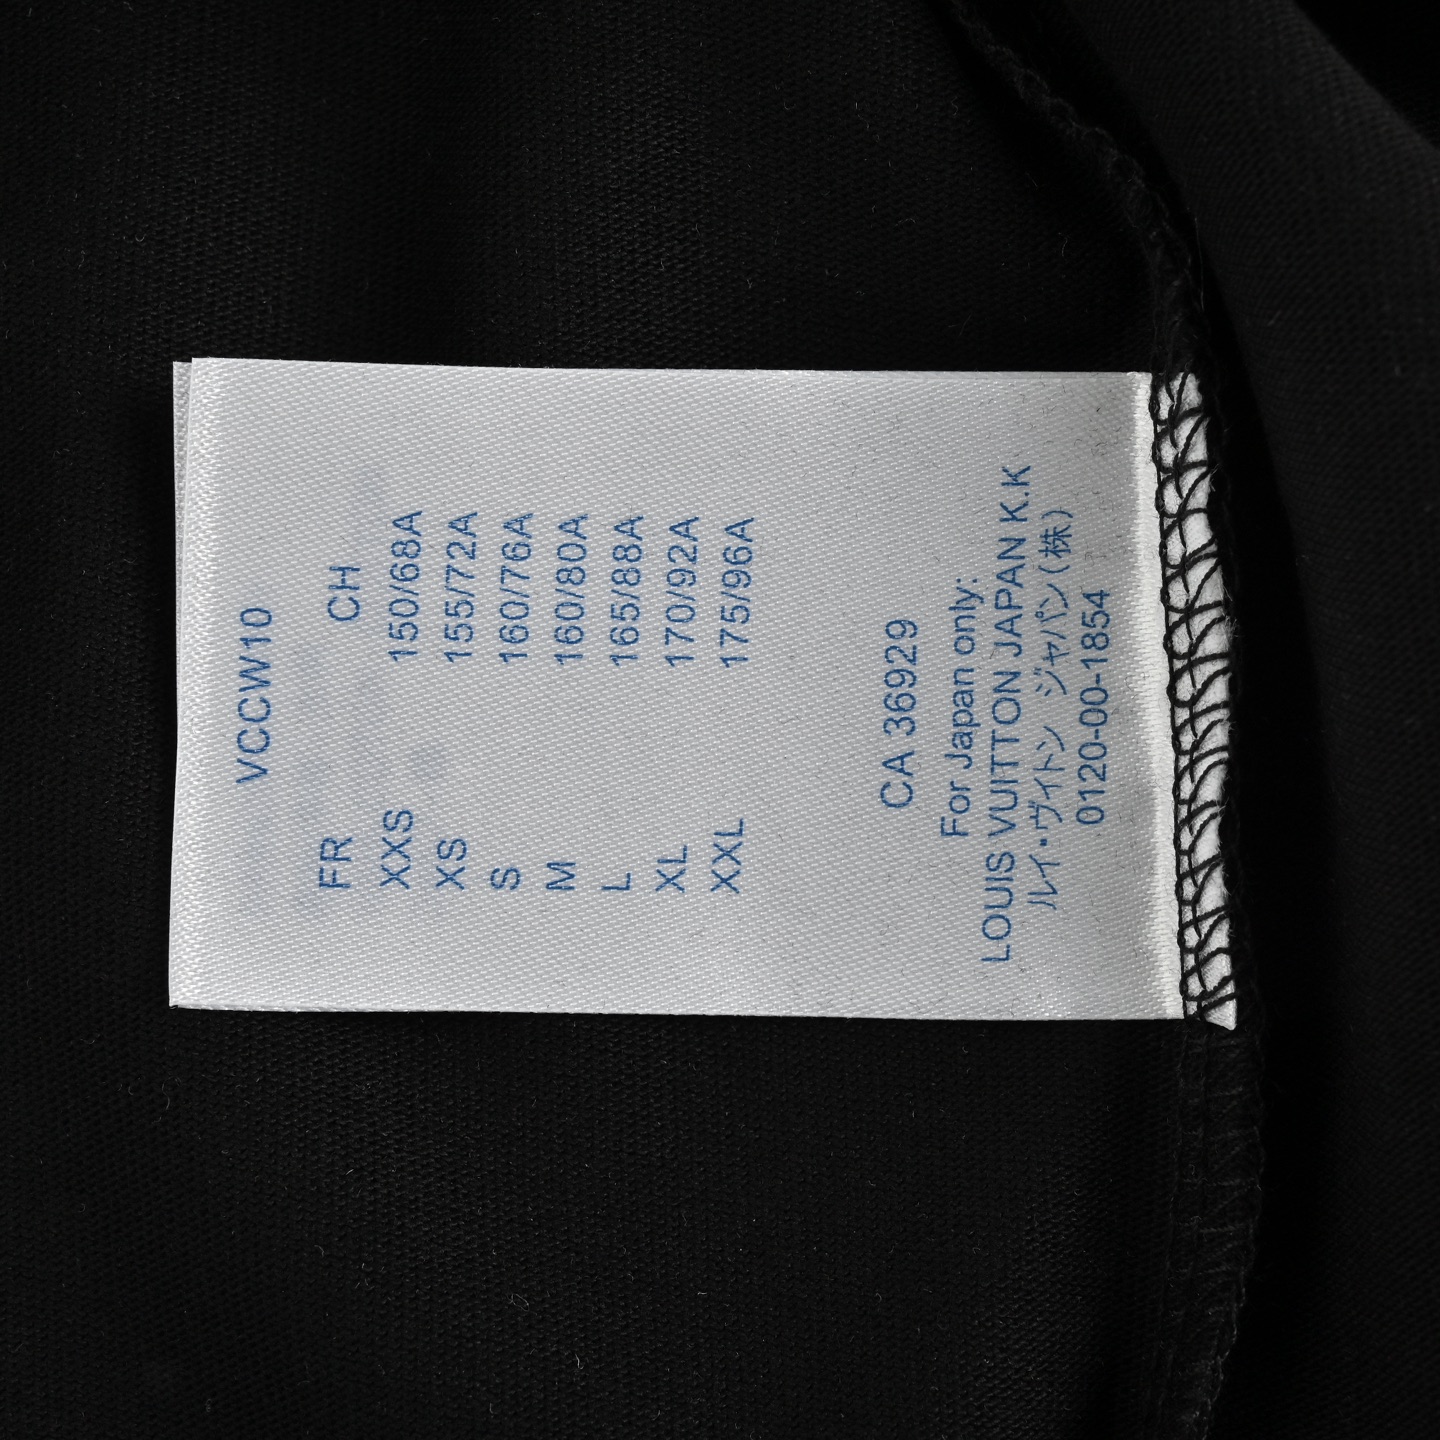 VCCW10
FR CH
XXS 150/68A
XS 155/72A
S 160/76A
M 160/80A
L 165/88A
XL 170/92A
XXL 175/96A
CA 36929
For Japan only:
LOUIS VUITTON JAPAN K.K
ルイ・ヴィトン ジャパン(株)
0120-00-1854